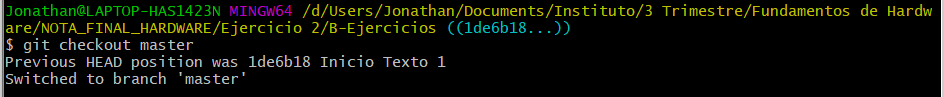 Jonathan@LAPTOP-HAS1423N MINGW64 /d/Users/Jonathan/Documents/Instituto/3 Trimestre/Fundamentos de Hardw
are/NOTA_FINAL_HARDWARE/Ejercicio 2/B-Ejercicios ((1de6b18...))
$ git checkout master
Previous HEAD position was 1de6b18 Inicio Texto 1
Switched to branch 'master'